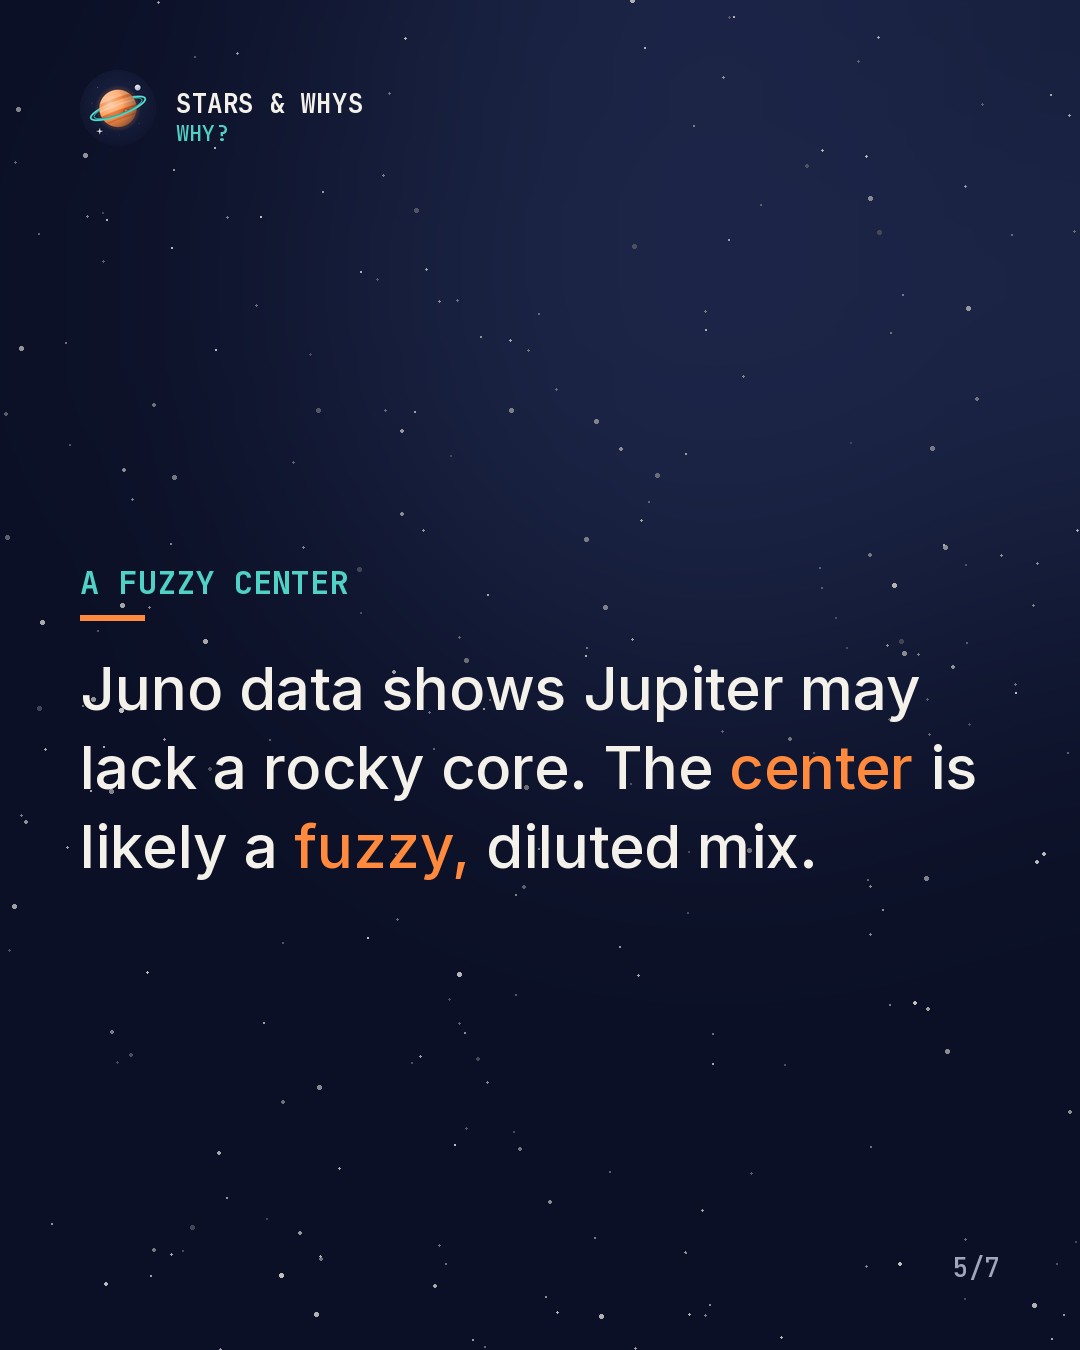 STARS & WHYS
WHY?
A FUZZY CENTER
Juno data shows Jupiter may
lack a rocky core. The center is
likely a fuzzy, diluted mix.
5/7